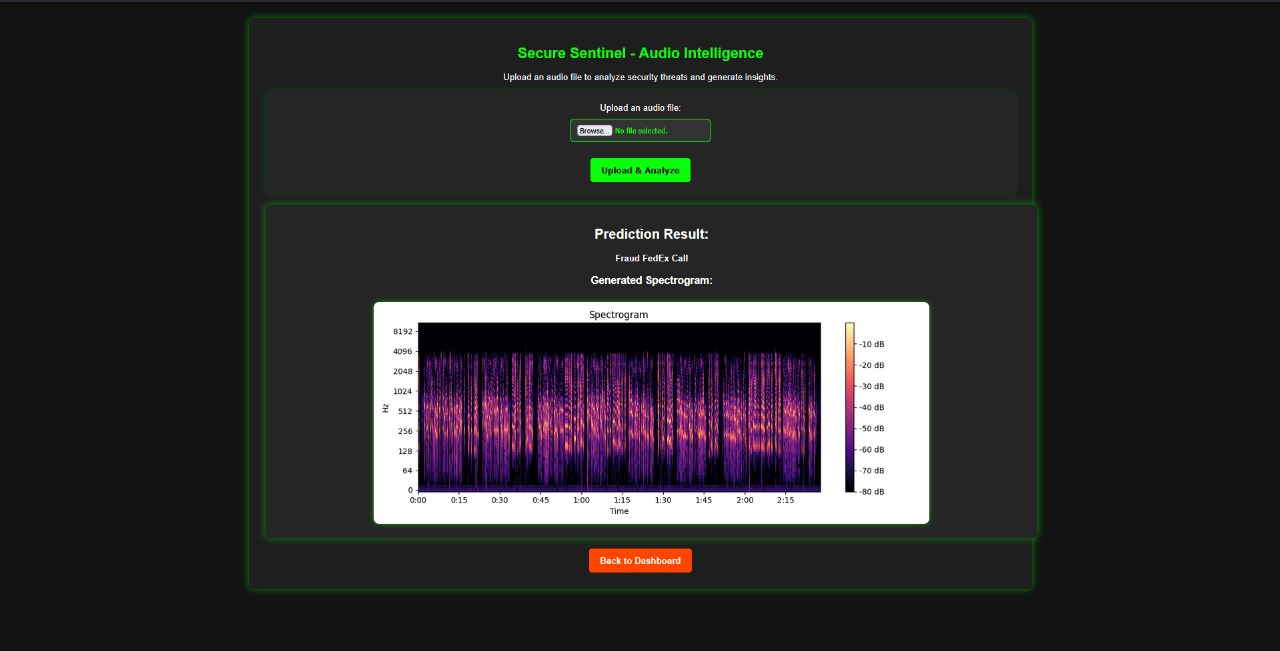 Secure Sentinel - Audio Intelligence
Upload an audio file to analyze security threats and generate insights.
Upload an audio file:
Browse... No file selected.
Upload & Analyze
Prediction Result:
Fraud FedEx Call
Generated Spectrogram:
Spectrogram
8192
4096
2048
1024
512
256
128
64
0
Hz
0:00 0:15 0:30 0:45 1:00 1:15 1:30 1:45 2:00 2:15
Time
-10 dB
-20 dB
-30 dB
-40 dB
-50 dB
-60 dB
-70 dB
-80 dB
Back to Dashboard